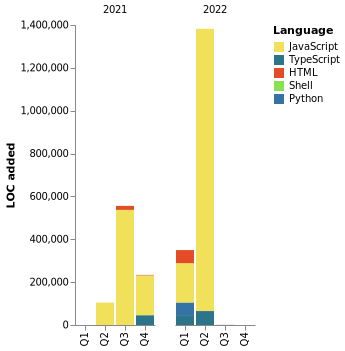 2021 2022
1,400,000
1,200,000
1,000,000
800,000
600,000
400,000
200,000
0
LOC added
Q1 Q2 Q3 Q4 Q1 Q2 Q3 Q4
Language
JavaScript
TypeScript
HTML
Shell
Python